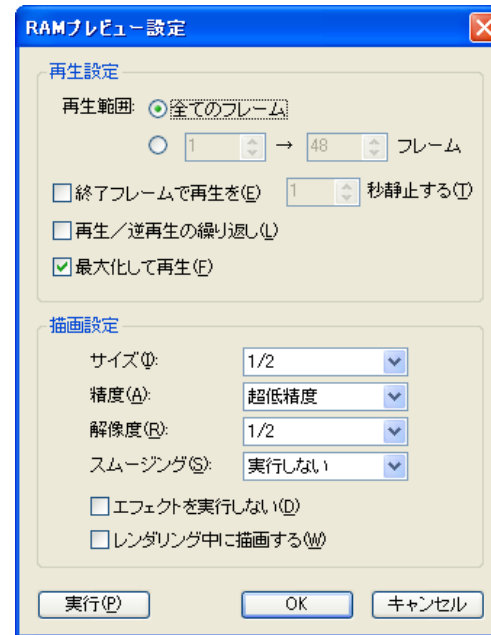 RAMプレビュー設定
再生設定
再生範囲: 全てのフレーム
1 → 48 フレーム
終了フレームで再生を(E) 1 秒静止する(T)
再生／逆再生の繰り返し(L)
最大化して再生(F)
描画設定
サイズ(I): 1/2
精度(A): 超低精度
解像度(R): 1/2
スムージング(S): 実行しない
エフェクトを実行しない(D)
レンダリング中に描画する(W)
実行(P) OK キャンセル